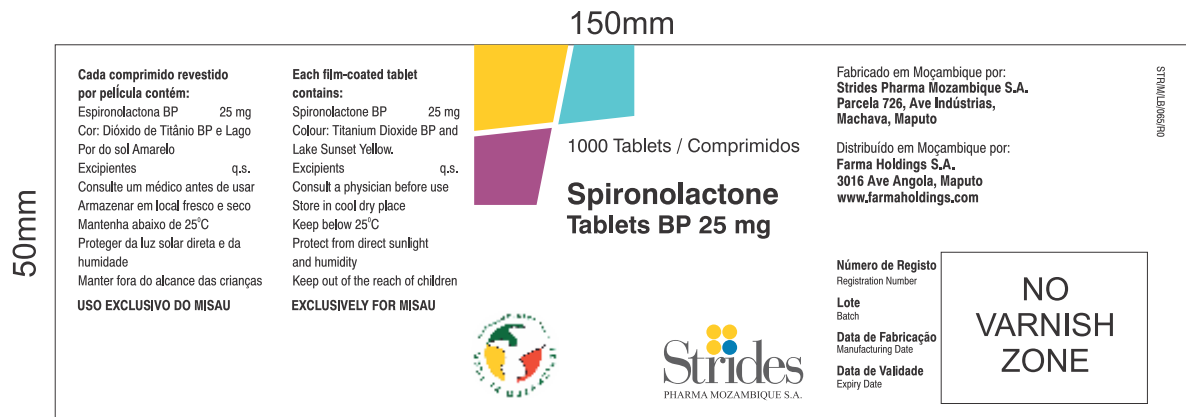 150mm
50mm
Cada comprimido revestido
por película contém:
Espironolactona BP 25 mg
Cor: Dióxido de Titânio BP e Lago
Por do sol Amarelo
Excipientes q.s.
Consulte um médico antes de usar
Armazenar em local fresco e seco
Mantenha abaixo de 25°C
Proteger da luz solar direta e da
humidade
Manter fora do alcance das crianças
USO EXCLUSIVO DO MISAU
Each film-coated tablet
contains:
Spironolactone BP 25 mg
Colour: Titanium Dioxide BP and
Lake Sunset Yellow.
Excipients q.s.
Consult a physician before use
Store in cool dry place
Keep below 25°C
Protect from direct sunlight
and humidity
Keep out of the reach of children
EXCLUSIVELY FOR MISAU
1000 Tablets / Comprimidos
Spironolactone
Tablets BP 25 mg
Strides
PHARMA MOZAMBIQUE S.A.
Fabricado em Moçambique por:
Strides Pharma Mozambique S.A.
Parcela 726, Ave Indústrias,
Machava, Maputo
Distribuído em Moçambique por:
Farma Holdings S.A.
3016 Ave Angola, Maputo
www.farmaholdings.com
Número de Registo
Registration Number
Lote
Batch
Data de Fabricação
Manufacturing Date
Data de Validade
Expiry Date
NO
VARNISH
ZONE
STR/M/LB/065/R0